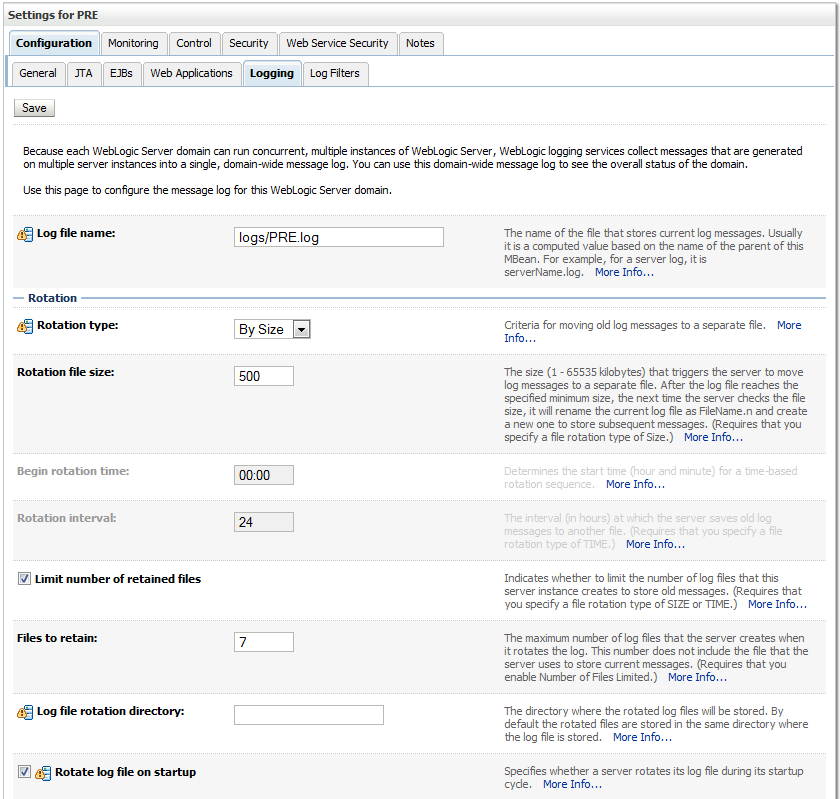 Settings for PRE
Configuration Monitoring Control Security Web Service Security Notes
General JTA EJBs Web Applications Logging Log Filters
Save
Because each WebLogic Server domain can run concurrent, multiple instances of WebLogic Server, WebLogic logging services collect messages that are generated
on multiple server instances into a single, domain-wide message log. You can use this domain-wide message log to see the overall status of the domain.
Use this page to configure the message log for this WebLogic Server domain.
Log file name:
logs/PRE.log
The name of the file that stores current log messages. Usually
it is a computed value based on the name of the parent of this
MBean. For example, for a server log, it is
serverName.log. More Info...
Rotation
Rotation type:
By Size
Criteria for moving old log messages to a separate file. More
Info...
Rotation file size:
500
The size (1 - 65535 kilobytes) that triggers the server to move
log messages to a separate file. After the log file reaches the
specified minimum size, the next time the server checks the file
size, it will rename the current log file as FileName.n and create
a new one to store subsequent messages. (Requires that you
specify a file rotation type of Size.) More Info...
Begin rotation time:
00:00
Determines the start time (hour and minute) for a time-based
rotation sequence. More Info...
Rotation interval:
24
The interval (in hours) at which the server saves old log
messages to another file. (Requires that you specify a file
rotation type of TIME.) More Info...
Limit number of retained files
Indicates whether to limit the number of log files that this
server instance creates to store old messages. (Requires that
you specify a file rotation type of SIZE or TIME.) More Info...
Files to retain:
7
The maximum number of log files that the server creates when
it rotates the log. This number does not include the file that the
server uses to store current messages. (Requires that you
enable Number of Files Limited.) More Info...
Log file rotation directory:
The directory where the rotated log files will be stored. By
default the rotated files are stored in the same directory where
the log file is stored. More Info...
Rotate log file on startup
Specifies whether a server rotates its log file during its startup
cycle. More Info...